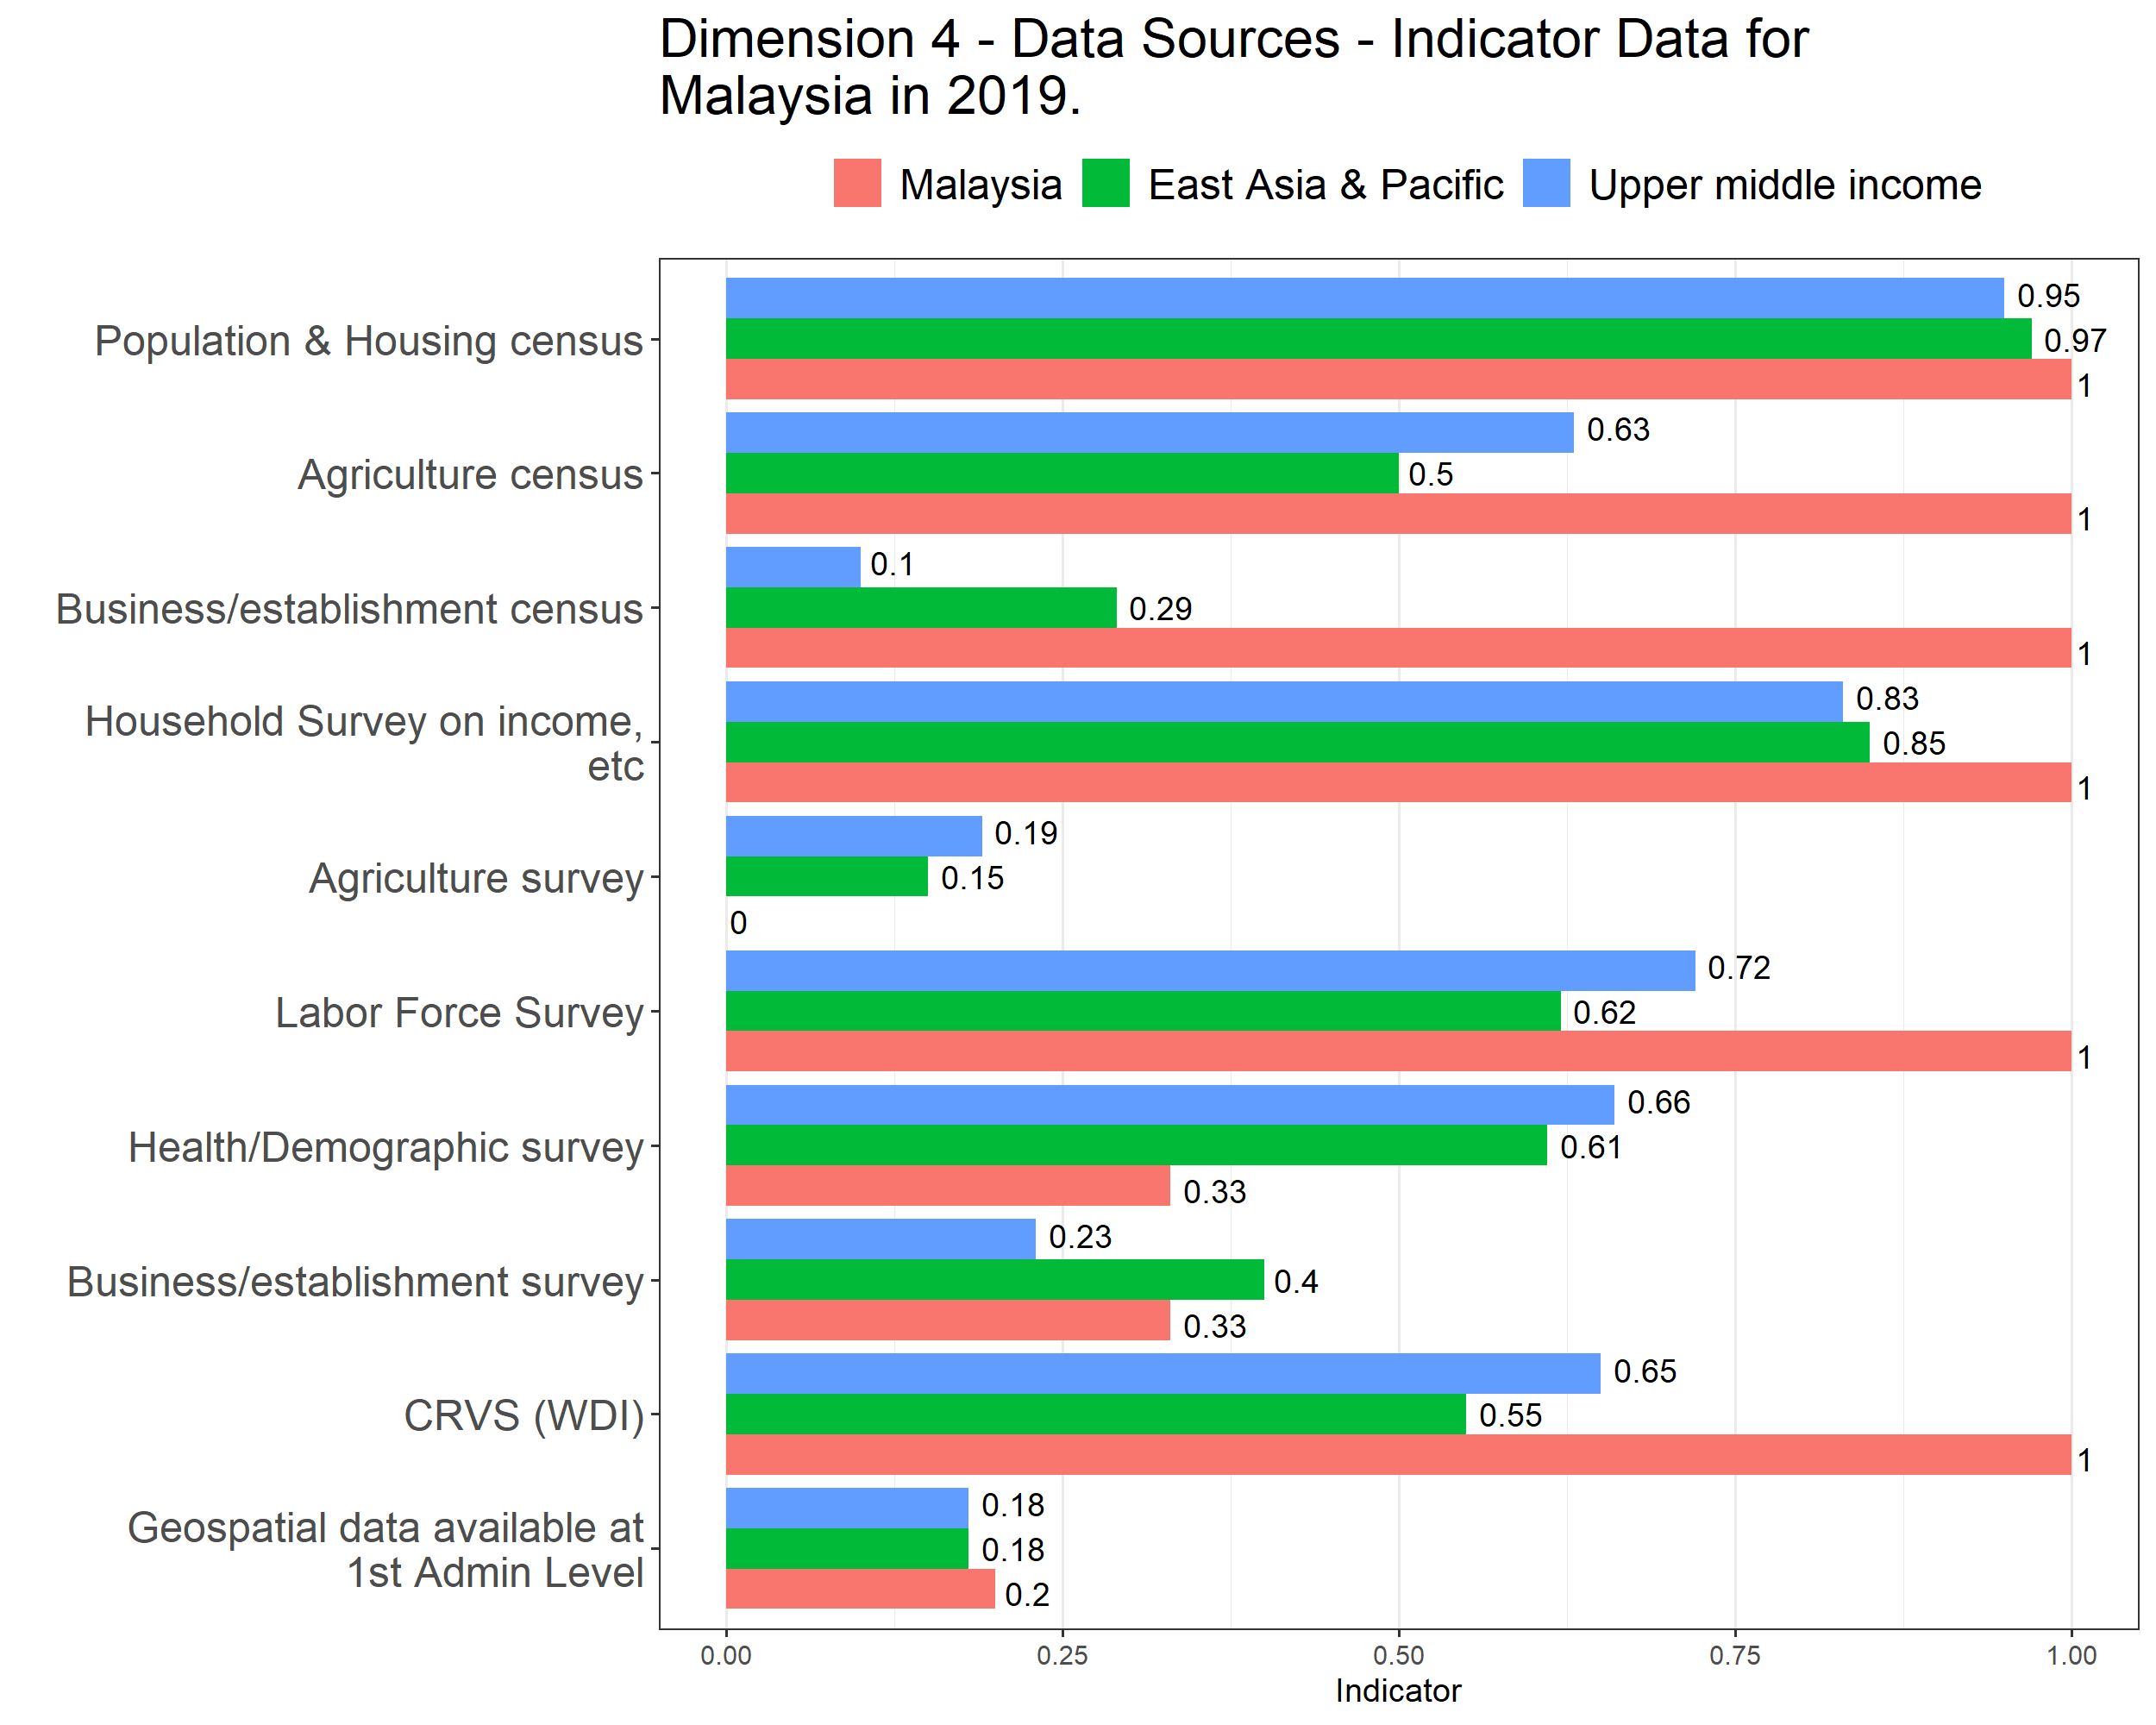 Dimension 4 - Data Sources - Indicator Data for
Malaysia in 2019.
Malaysia East Asia & Pacific Upper middle income
Population & Housing census
0.95
0.97
1
Agriculture census
0.63
0.5
1
Business/establishment census
0.1
0.29
1
Household Survey on income,
etc
0.83
0.85
1
Agriculture survey
0.19
0.15
0
Labor Force Survey
0.72
0.62
1
Health/Demographic survey
0.66
0.61
0.33
Business/establishment survey
0.23
0.4
0.33
CRVS (WDI)
0.65
0.55
1
Geospatial data available at
1st Admin Level
0.18
0.18
0.2
0.00 0.25 0.50 0.75 1.00
Indicator